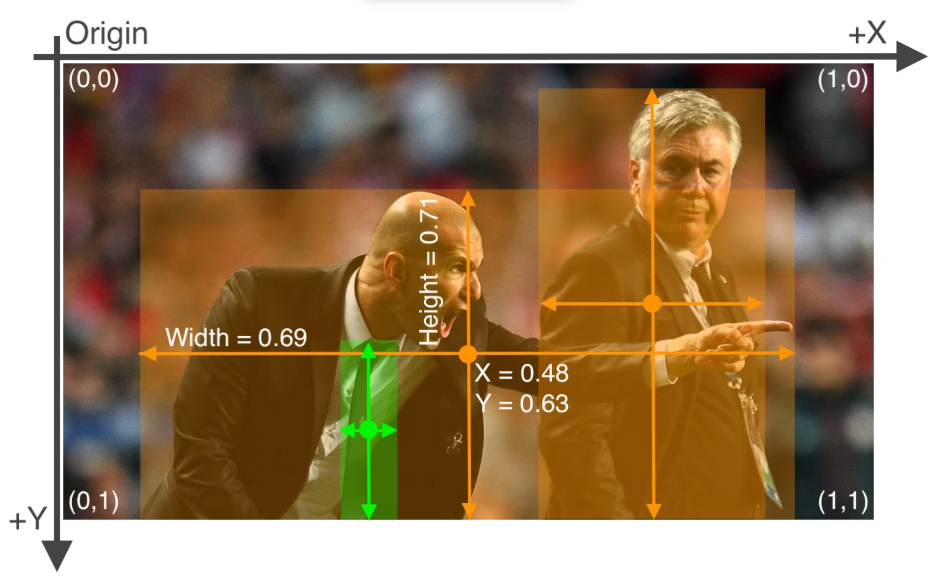 Origin
+X
(0,0)
(1,0)
Height = 0.71
Width = 0.69
X = 0.48
Y = 0.63
(0,1)
(1,1)
+Y